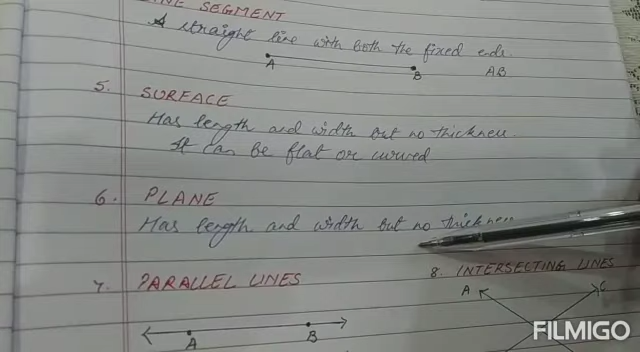 LINE SEGMENT
A straight line with both the fixed ends.
A B AB
5. SURFACE
Has length and width but no thickness.
It can be flat or curved
6. PLANE
Has length and width but no thickness
7. PARALLEL LINES
8. INTERSECTING LINES
A C
A B
FILMIGO